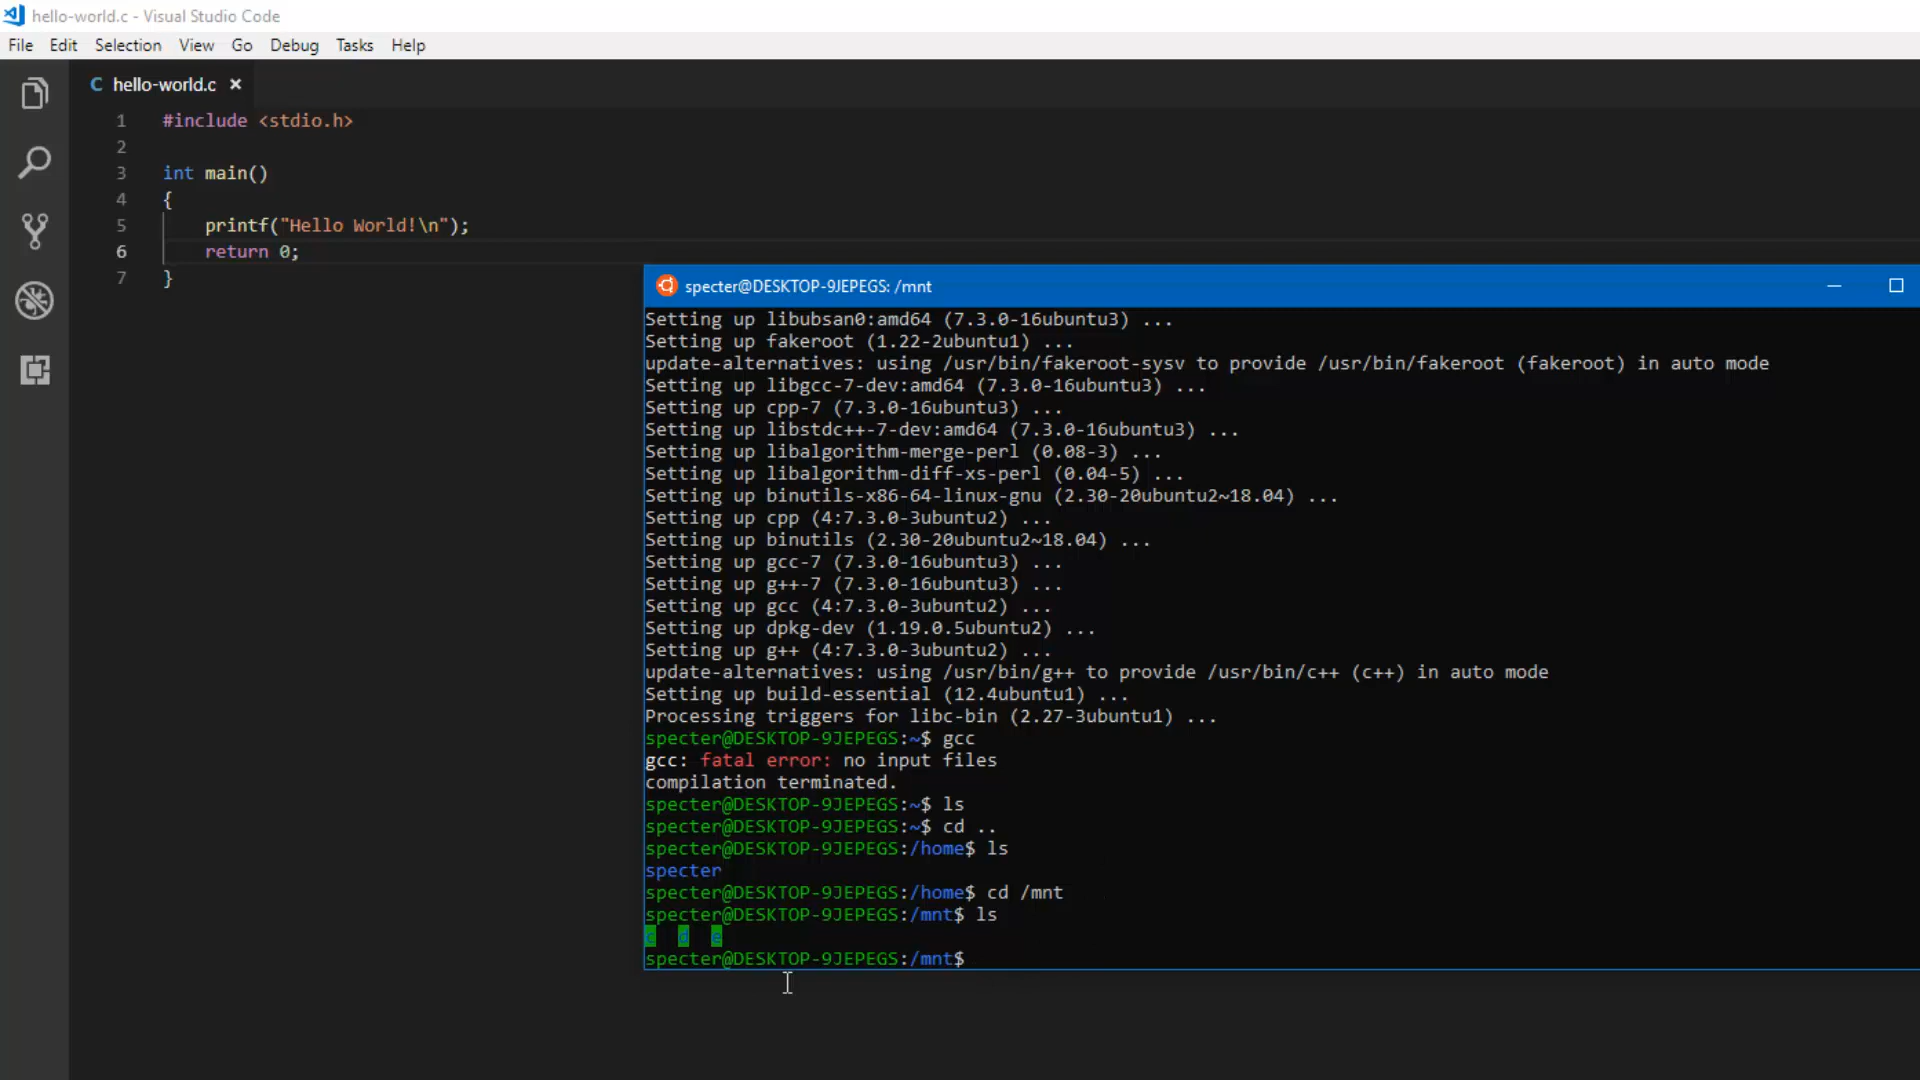 hello-world.c - Visual Studio Code
File Edit Selection View Go Debug Tasks Help
C hello-world.c ×
1 #include <stdio.h>
2
3 int main()
4 {
5 printf("Hello World!\n");
6 return 0;
7 }
specter@DESKTOP-9JEPEGS: /mnt
Setting up libubsan0:amd64 (7.3.0-16ubuntu3) ...
Setting up fakeroot (1.22-2ubuntu1) ...
update-alternatives: using /usr/bin/fakeroot-sysv to provide /usr/bin/fakeroot (fakeroot) in auto mode
Setting up libgcc-7-dev:amd64 (7.3.0-16ubuntu3) ...
Setting up cpp-7 (7.3.0-16ubuntu3) ...
Setting up libstdc++-7-dev:amd64 (7.3.0-16ubuntu3) ...
Setting up libalgorithm-merge-perl (0.08-3) ...
Setting up libalgorithm-diff-xs-perl (0.04-5) ...
Setting up binutils-x86-64-linux-gnu (2.30-20ubuntu2~18.04) ...
Setting up cpp (4:7.3.0-3ubuntu2) ...
Setting up binutils (2.30-20ubuntu2~18.04) ...
Setting up gcc-7 (7.3.0-16ubuntu3) ...
Setting up g++-7 (7.3.0-16ubuntu3) ...
Setting up gcc (4:7.3.0-3ubuntu2) ...
Setting up dpkg-dev (1.19.0.5ubuntu2) ...
Setting up g++ (4:7.3.0-3ubuntu2) ...
update-alternatives: using /usr/bin/g++ to provide /usr/bin/c++ (c++) in auto mode
Setting up build-essential (12.4ubuntu1) ...
Processing triggers for libc-bin (2.27-3ubuntu1) ...
specter@DESKTOP-9JEPEGS:~$ gcc
gcc: fatal error: no input files
compilation terminated.
specter@DESKTOP-9JEPEGS:~$ ls
specter@DESKTOP-9JEPEGS:~$ cd ..
specter@DESKTOP-9JEPEGS:/home$ ls
specter
specter@DESKTOP-9JEPEGS:/home$ cd /mnt
specter@DESKTOP-9JEPEGS:/mnt$ ls
c d e
specter@DESKTOP-9JEPEGS:/mnt$